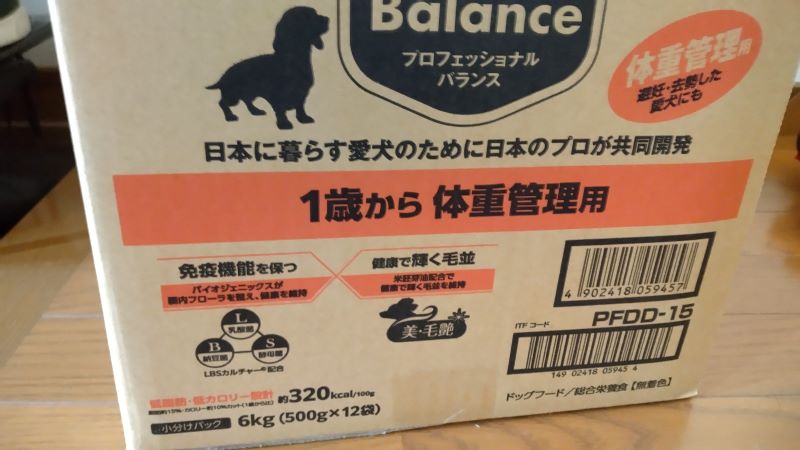 Balance
プロフェッショナル
バランス
体重管理用
避妊・去勢した
愛犬にも
日本に暮らす愛犬のために日本のプロが共同開発
1歳から 体重管理用
免疫機能を保つ
バイオジェニックスが
腸内フローラを整え、健康を維持
L
乳酸菌
B
納豆菌
S
酵母菌
LBSカルチャー®配合
健康で輝く毛並
米胚芽油配合で
健康で輝く毛並を維持
美・毛艶
4 902418 059457
ITFコード
PFDD-15
149 02418 05945 4
ドッグフード/総合栄養食【無着色】
低脂肪・低カロリー設計
約320kcal/100g
小分けパック
6kg (500g×12袋)